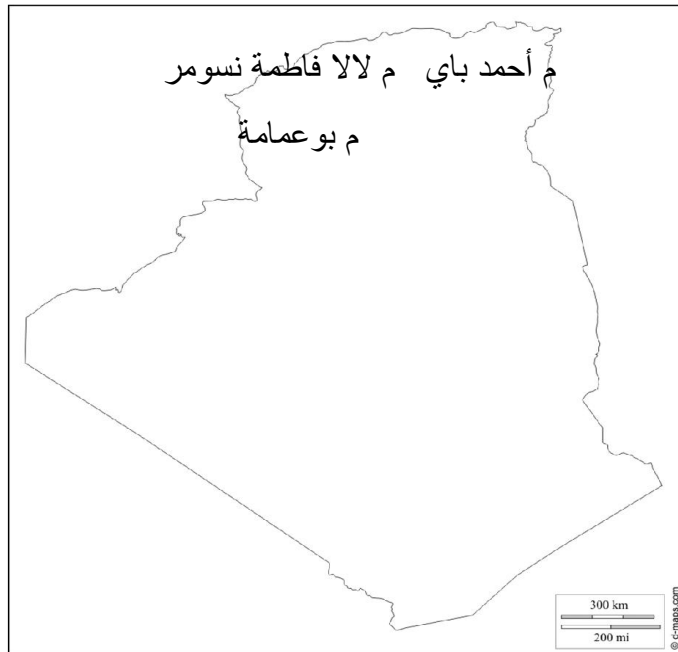 م أحمد باي م لالا فاطمة نسومر
م بوعمامة
300 km
200 mi
© d-maps.com